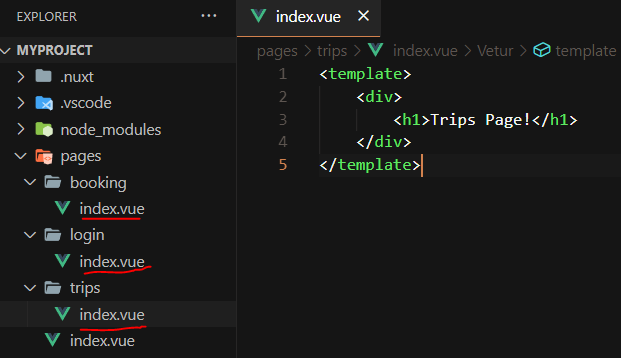 EXPLORER
MYPROJECT
.nuxt
.vscode
node_modules
pages
booking
index.vue
login
index.vue
trips
index.vue
index.vue
index.vue
pages > trips > index.vue > Vetur > template
1 <template>
2 <div>
3 <h1>Trips Page!</h1>
4 </div>
5 </template>